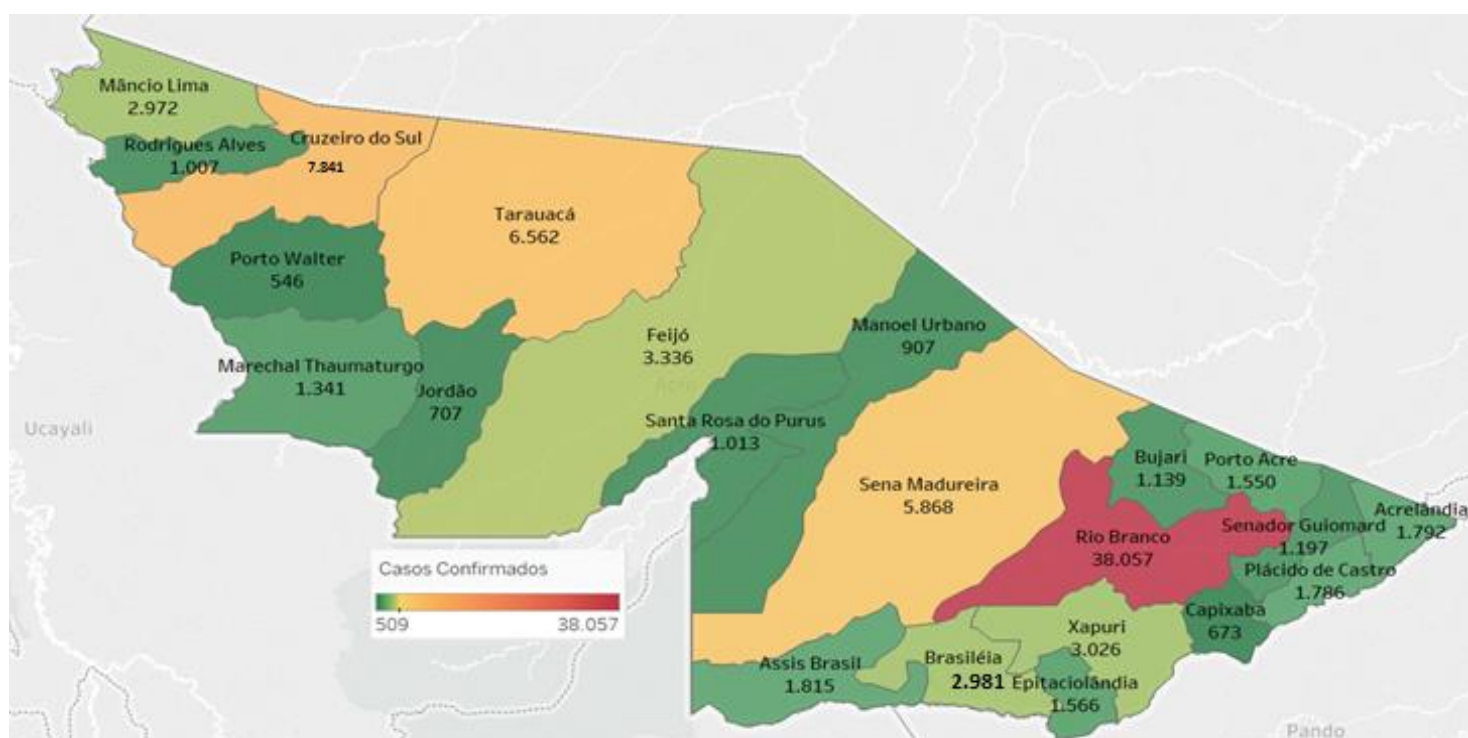 Mâncio Lima
2.972
Rodrigues Alves
1.007
Cruzeiro do Sul
7.841
Tarauacá
6.562
Porto Walter
546
Marechal Thaumaturgo
1.341
Jordão
707
Feijó
3.336
Acre
Manoel Urbano
907
Santa Rosa do Purus
1.013
Ucayali
Sena Madureira
5.868
Bujari
1.139
Porto Acre
1.550
Acrelândia
1.792
Senador Guiomard
1.197
Rio Branco
38.057
Plácido de Castro
1.786
Capixaba
673
Xapuri
3.026
Brasiléia
2.981
Epitaciolândia
1.566
Assis Brasil
1.815
Pando
Casos Confirmados
509 38.057